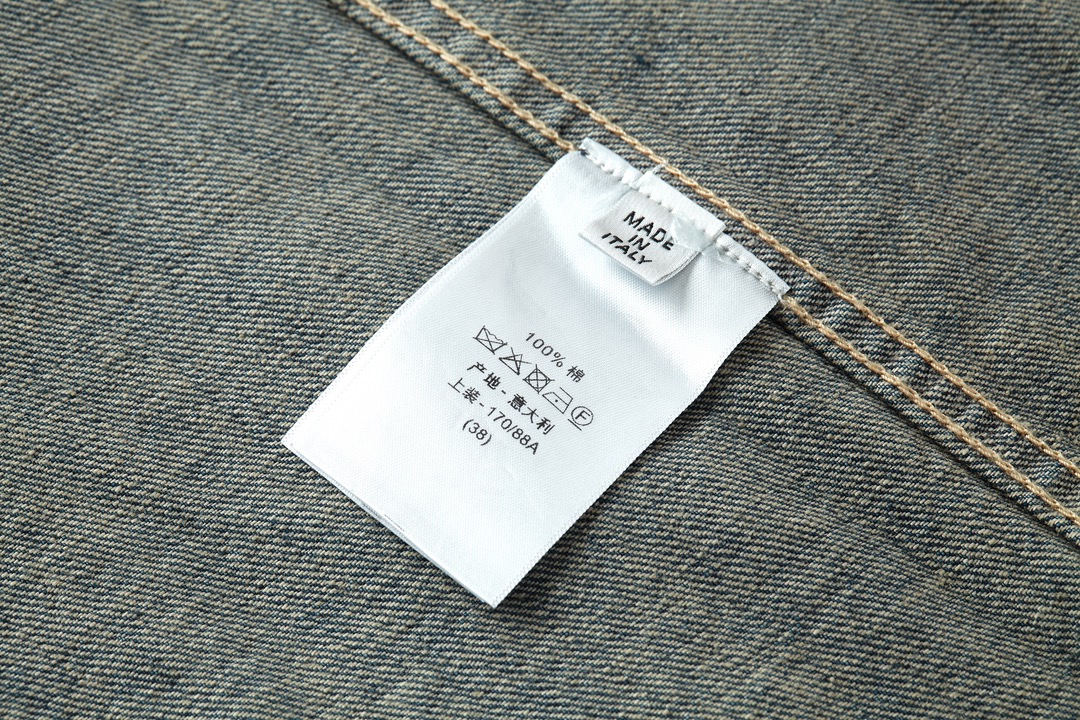 MADE
IN
ITALY
100% 棉
F
产地 - 意大利
上装 - 170/88A
(38)